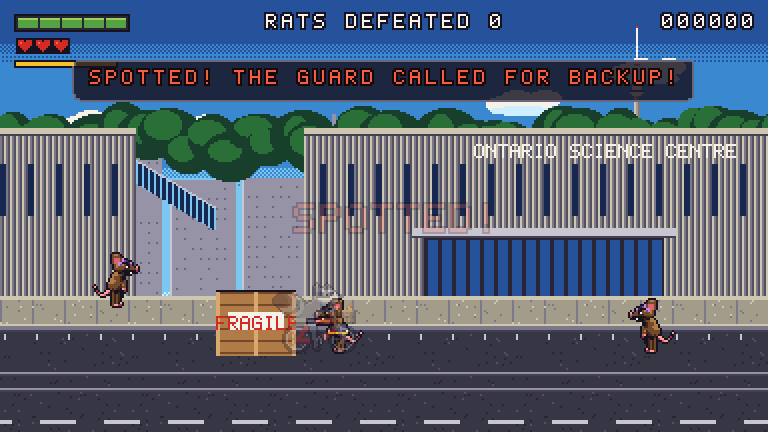 RATS DEFEATED 0
000000
SPOTTED! THE GUARD CALLED FOR BACKUP!
ONTARIO SCIENCE CENTRE
SPOTTED!
FRAGILE